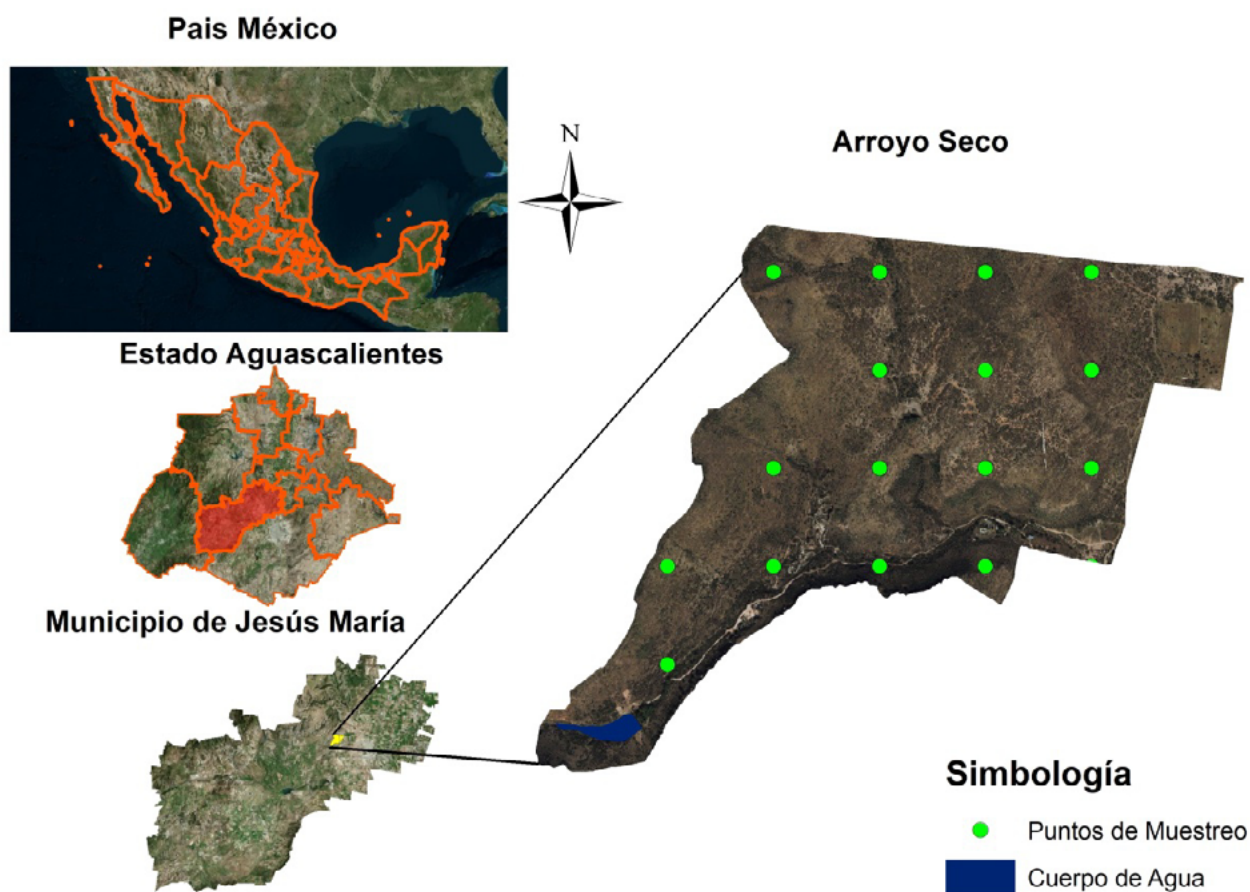 Pais México
N
Arroyo Seco
Estado Aguascalientes
Municipio de Jesús María
Simbología
Puntos de Muestreo
Cuerpo de Agua